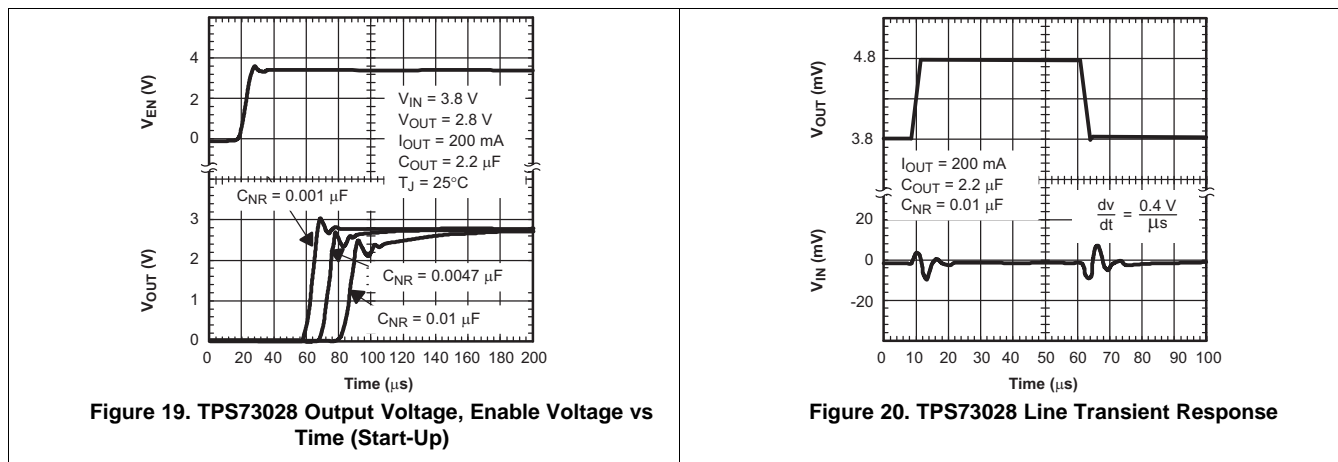 4
2
0
V_EN (V)
V_IN = 3.8 V
V_OUT = 2.8 V
I_OUT = 200 mA
C_OUT = 2.2 μF
T_J = 25°C
C_NR = 0.001 μF
3
2
1
0
V_OUT (V)
C_NR = 0.0047 μF
C_NR = 0.01 μF
0 20 40 60 80 100 120 140 160 180 200
Time (μs)
Figure 19. TPS73028 Output Voltage, Enable Voltage vs
Time (Start-Up)
4.8
3.8
V_OUT (mV)
I_OUT = 200 mA
C_OUT = 2.2 μF
C_NR = 0.01 μF
dv/dt = 0.4 V/μs
20
0
-20
V_IN (mV)
0 10 20 30 40 50 60 70 80 90 100
Time (μs)
Figure 20. TPS73028 Line Transient Response